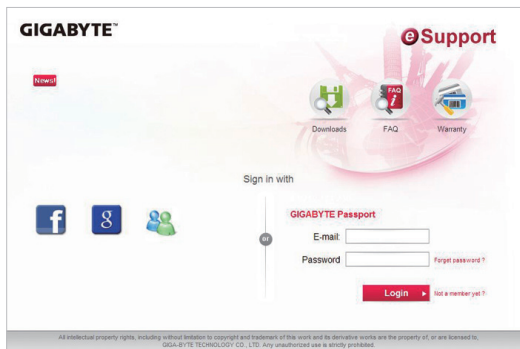 GIGABYTE™
eSupport
News!
FAQ
Downloads
FAQ
Warranty
Sign in with
f
g
or
GIGABYTE Passport
E-mail:
Password
Forget password ?
Login
Not a member yet ?
All intellectual property rights, including without limitation to copyright and trademark of this work and its derivative works are the property of, or are licensed to,
GIGA-BYTE TECHNOLOGY CO., LTD. Any unauthorized use is strictly prohibited.